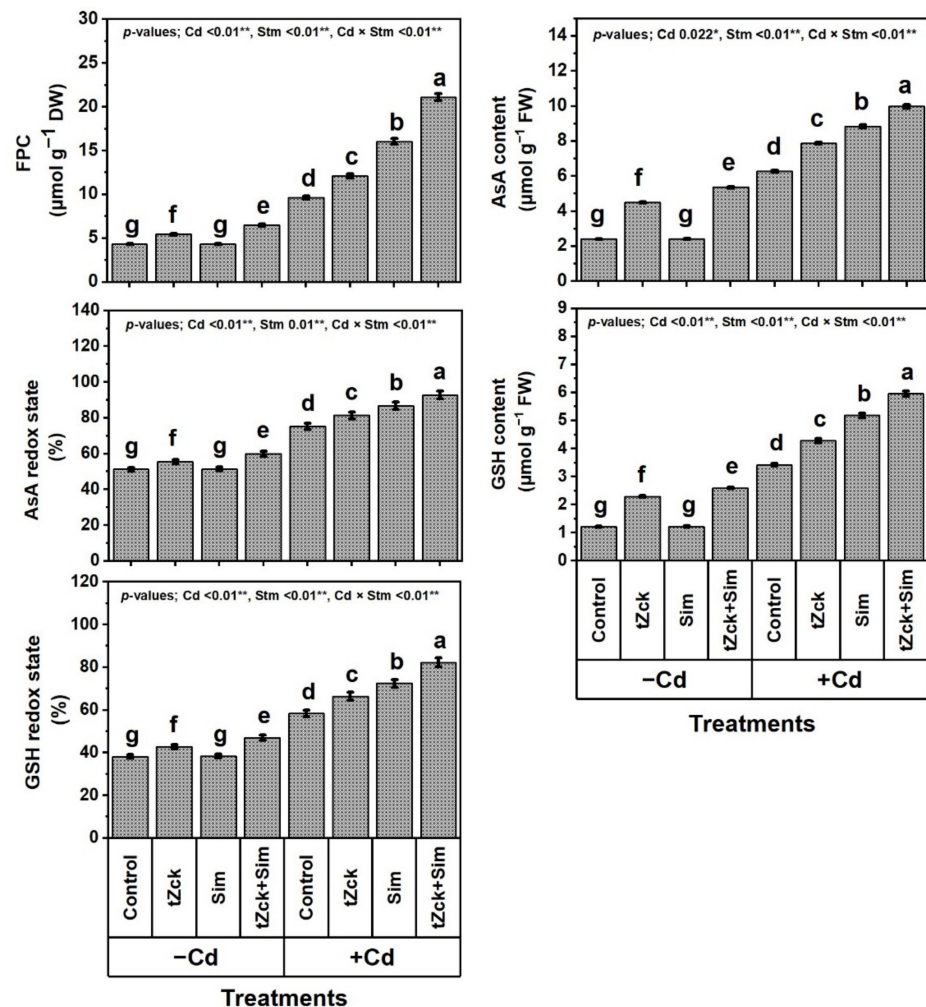 p-values; Cd <0.01**, Stm <0.01**, Cd × Stm <0.01**
FPC
(µmol g⁻¹ DW)
30
25
20
15
10
5
0
g
f
g
e
d
c
b
a
p-values; Cd 0.022*, Stm <0.01**, Cd × Stm <0.01**
AsA content
(µmol g⁻¹ FW)
14
12
10
8
6
4
2
0
g
f
g
e
d
c
b
a
p-values; Cd <0.01**, Stm 0.01**, Cd × Stm <0.01**
AsA redox state
(%)
140
120
100
80
60
40
20
0
g
f
g
e
d
c
b
a
p-values; Cd <0.01**, Stm <0.01**, Cd × Stm <0.01**
GSH content
(µmol g⁻¹ FW)
9
8
7
6
5
4
3
2
1
0
g
f
g
e
d
c
b
a
Control
tZck
Sim
tZck+Sim
Control
tZck
Sim
tZck+Sim
−Cd
+Cd
Treatments
p-values; Cd <0.01**, Stm <0.01**, Cd × Stm <0.01**
GSH redox state
(%)
120
100
80
60
40
20
0
g
f
g
e
d
c
b
a
Control
tZck
Sim
tZck+Sim
Control
tZck
Sim
tZck+Sim
−Cd
+Cd
Treatments